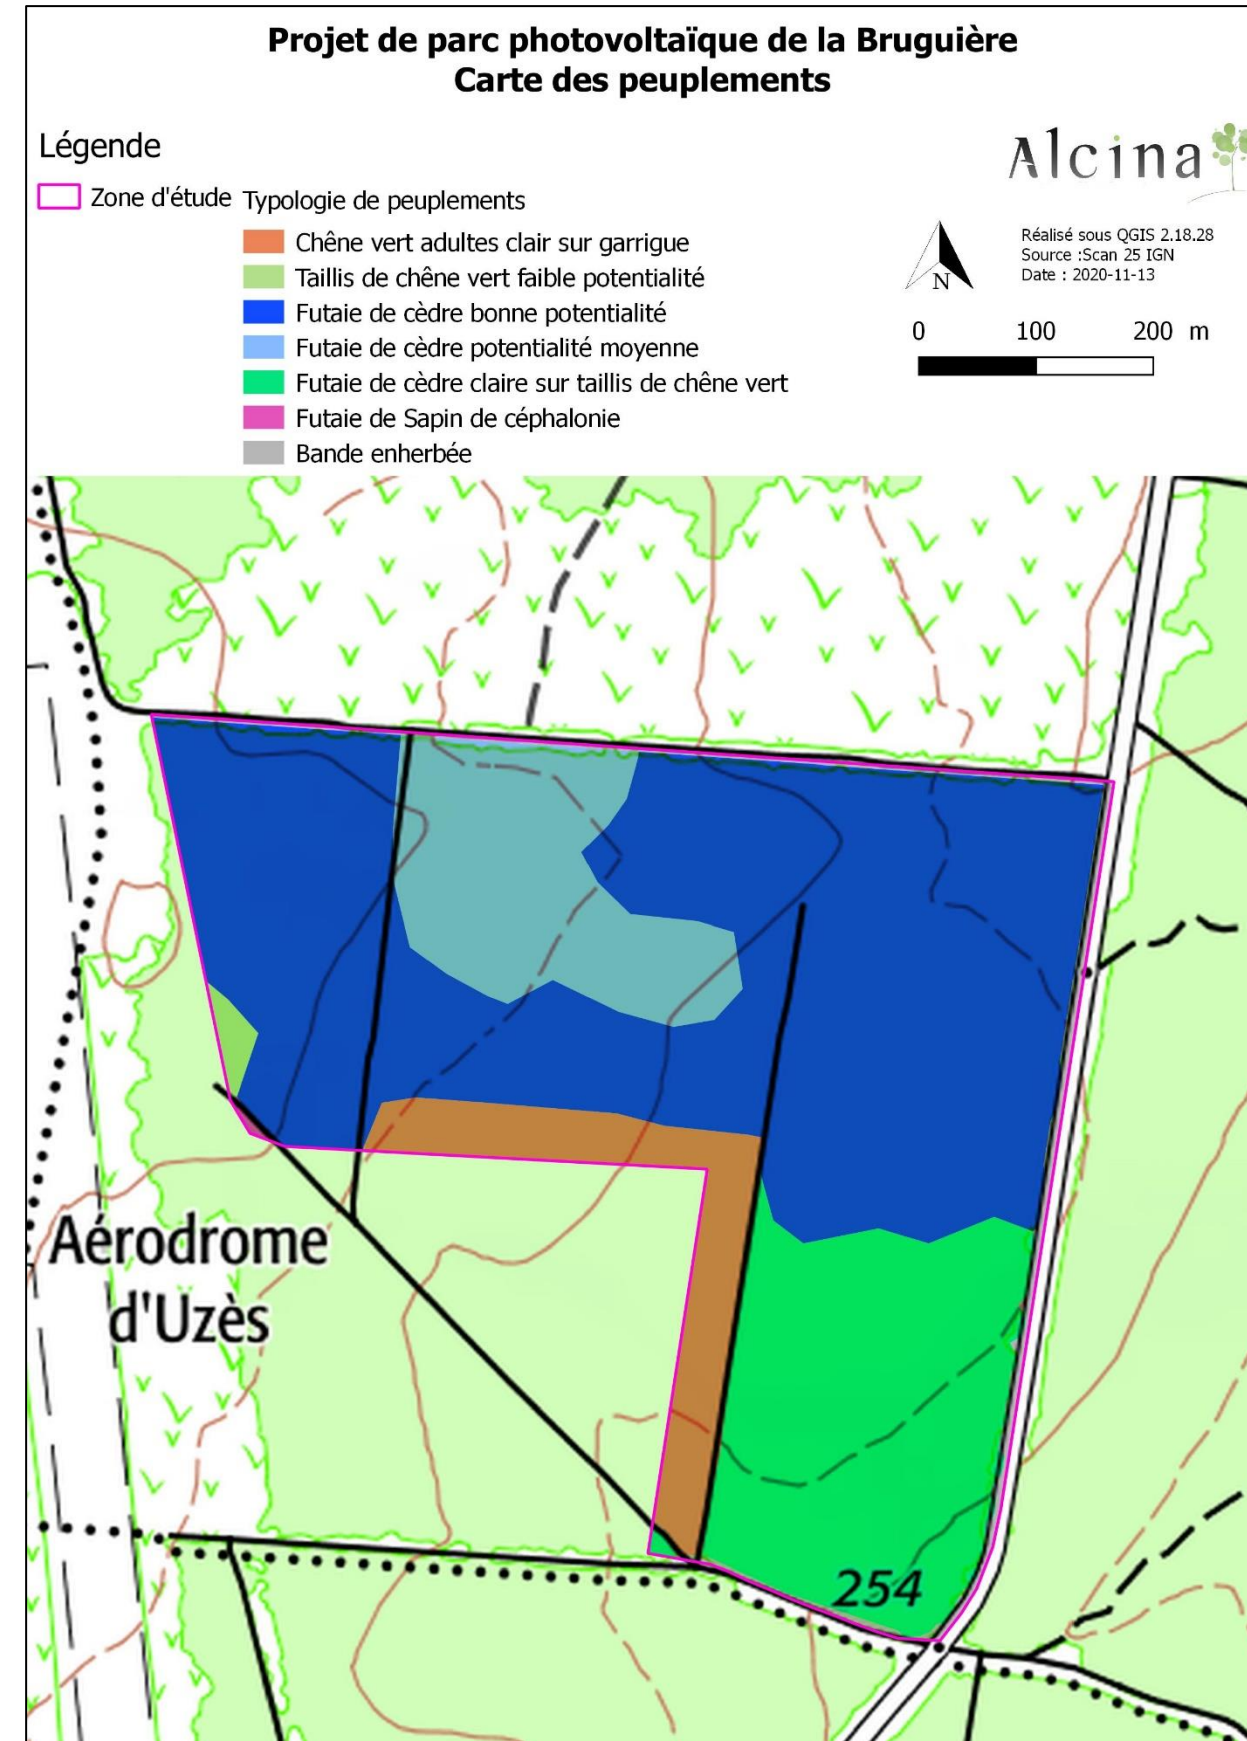 Projet de parc photovoltaïque de la Bruguière
Carte des peuplements
Légende
Zone d'étude
Typologie de peuplements
Chêne vert adultes clair sur garrigue
Taillis de chêne vert faible potentialité
Futaie de cèdre bonne potentialité
Futaie de cèdre potentialité moyenne
Futaie de cèdre claire sur taillis de chêne vert
Futaie de Sapin de céphalonie
Bande enherbée
Alcina
N
Réalisé sous QGIS 2.18.28
Source :Scan 25 IGN
Date : 2020-11-13
0 100 200 m
Aérodrome
d'Uzès
254